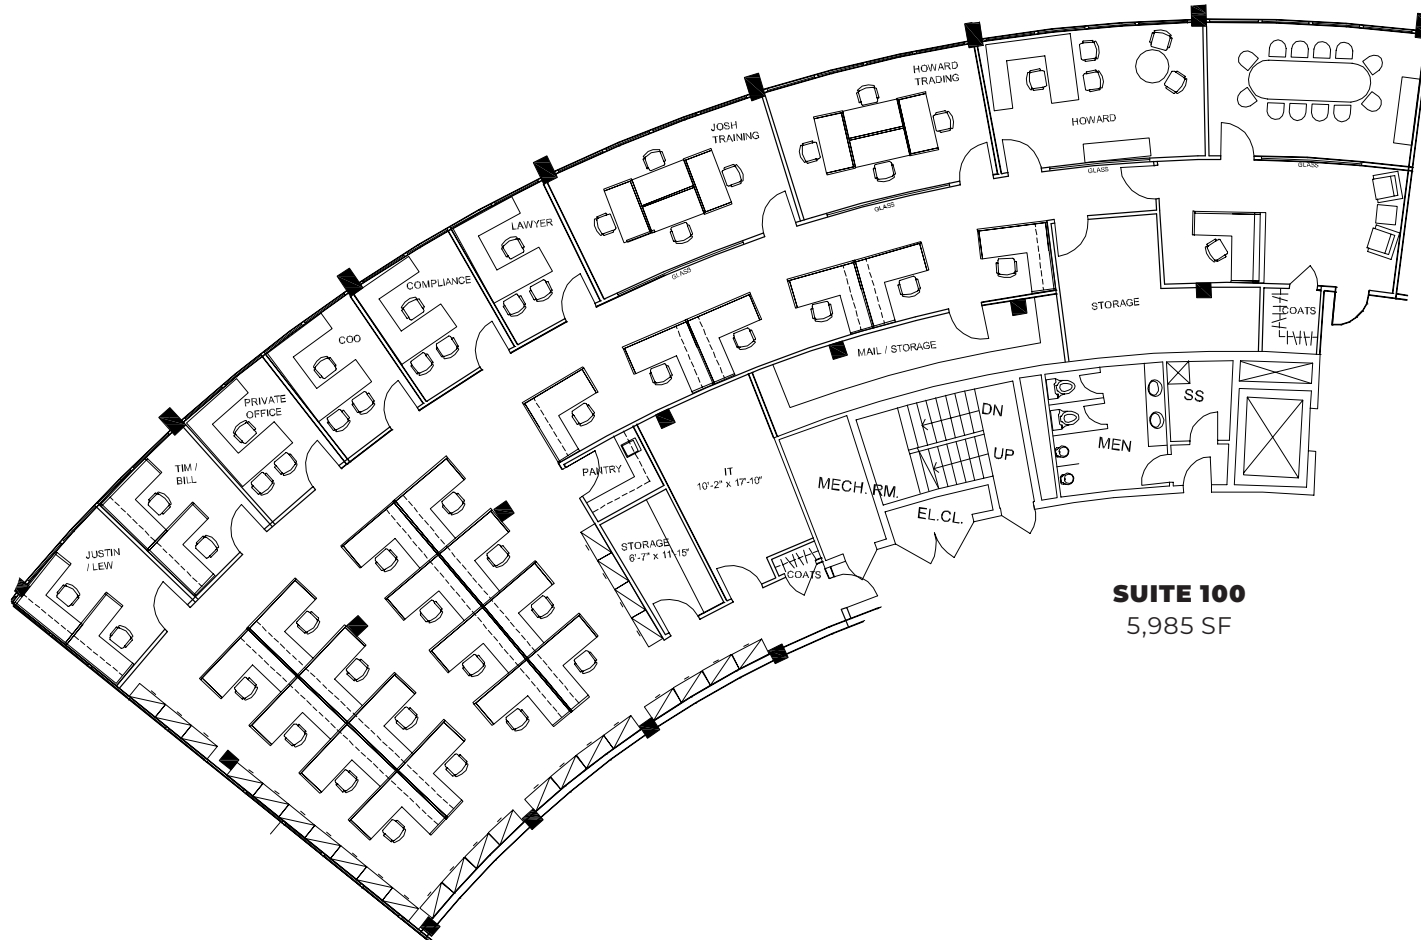 HOWARD
TRADING
JOSH
TRAINING
HOWARD
GLASS
GLASS
GLASS
GLASS
LAWYER
COMPLIANCE
COO
PRIVATE
OFFICE
TIM /
BILL
JUSTIN
/ LEW
STORAGE
COATS
MAIL / STORAGE
DN
UP
MEN
SS
PANTRY
IT
10'-2" x 17'-10"
MECH. RM.
EL.CL.
STORAGE
6'-7" x 11'-15"
COATS
SUITE 100
5,985 SF